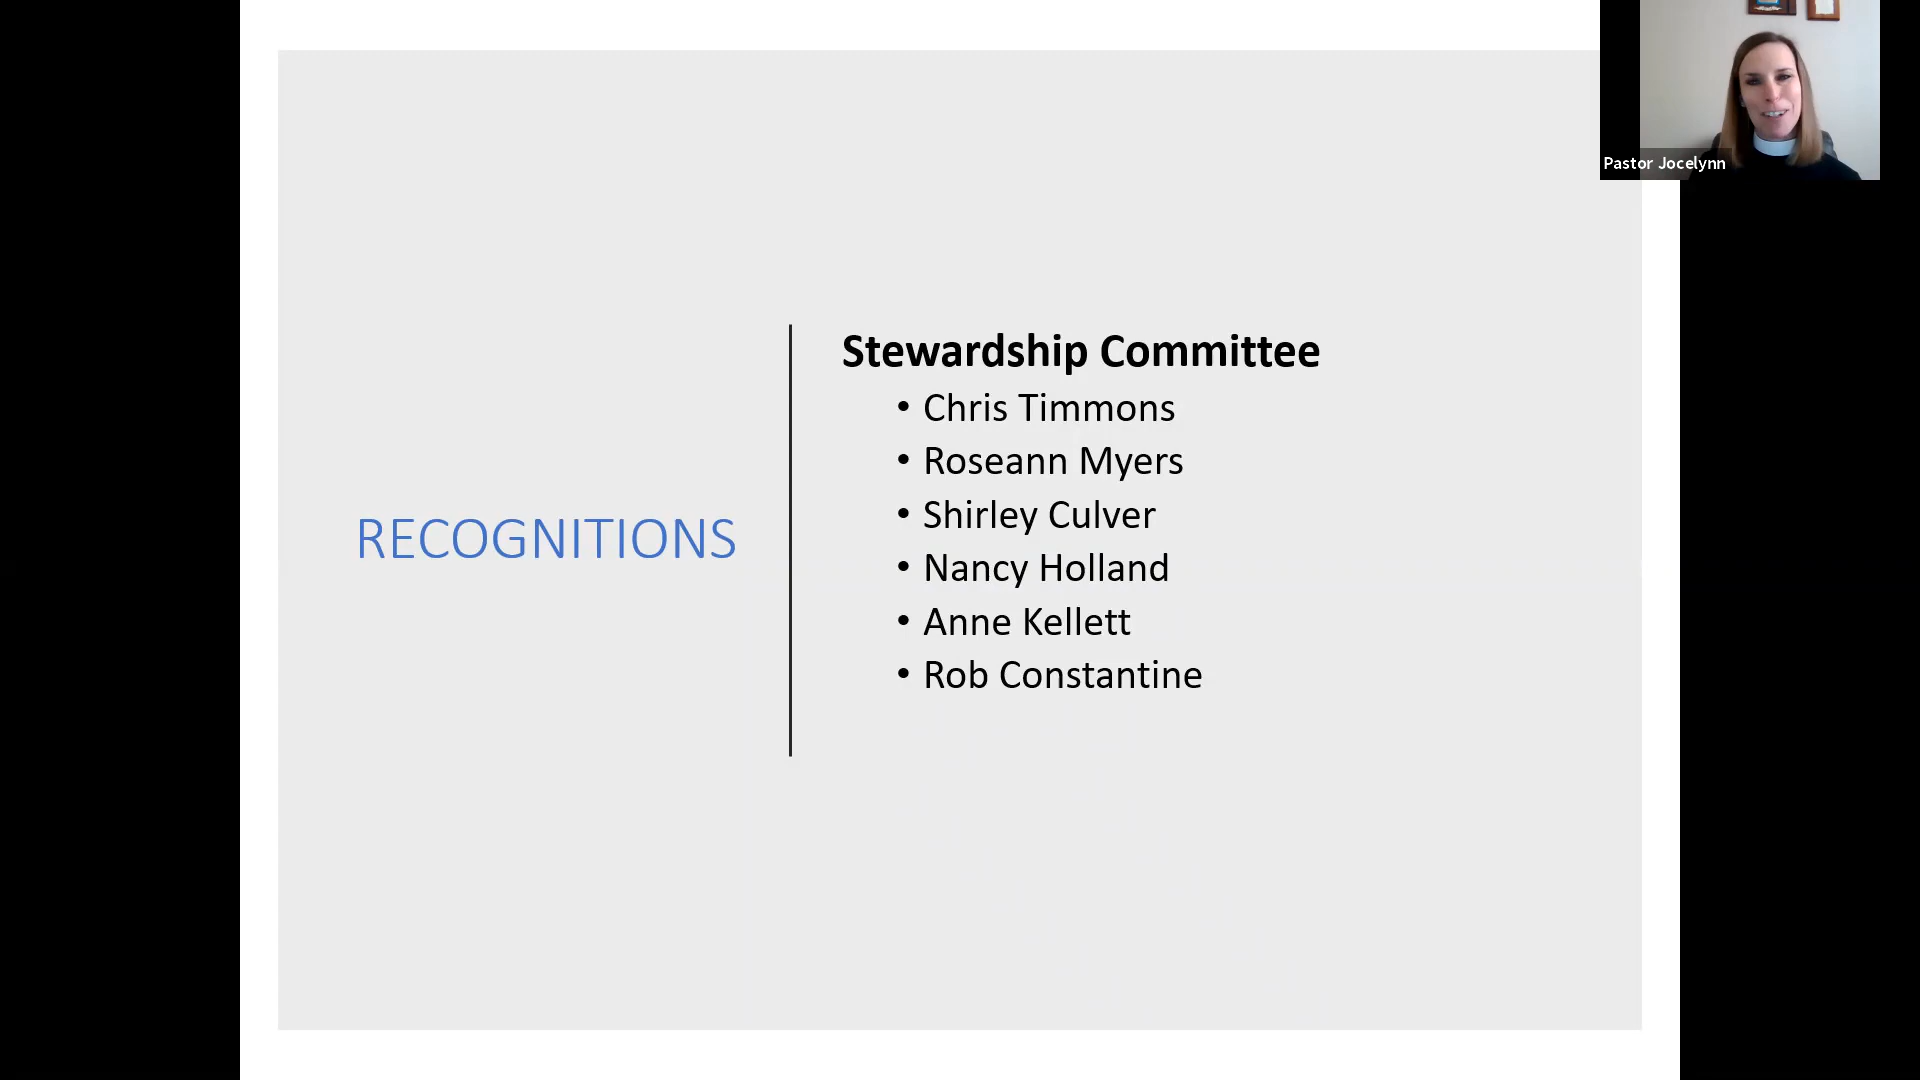 Pastor Jocelynn
RECOGNITIONS
Stewardship Committee
• Chris Timmons
• Roseann Myers
• Shirley Culver
• Nancy Holland
• Anne Kellett
• Rob Constantine